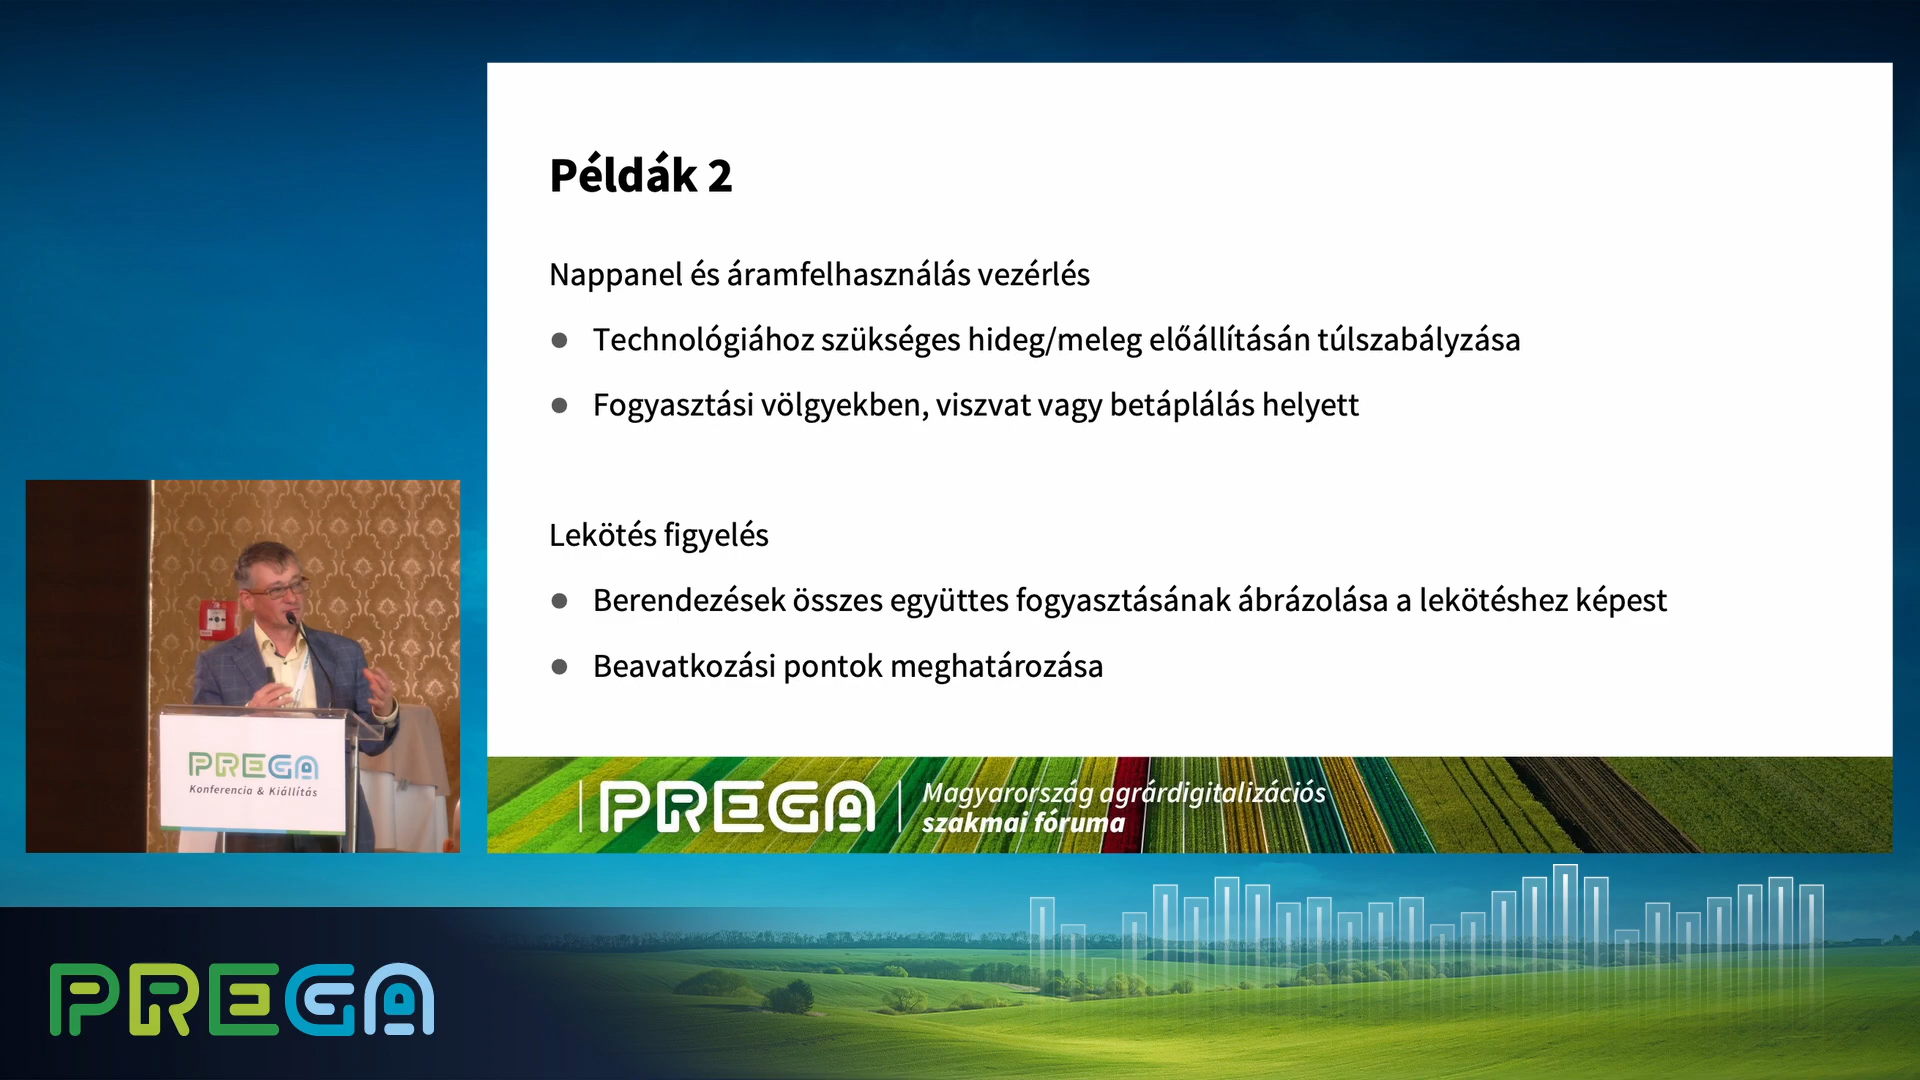 Példák 2
Nappanel és áramfelhasználás vezérlés
● Technológiához szükséges hideg/meleg előállításán túlszabályzása
● Fogyasztási völgyekben, viszvat vagy betáplálás helyett
Lekötés figyelés
● Berendezések összes együttes fogyasztásának ábrázolása a lekötéshez képest
● Beavatkozási pontok meghatározása
PREGA
Konferencia & Kiállítás
PREGA
Magyarország agrárdigitalizációs
szakmai fóruma
PREGA